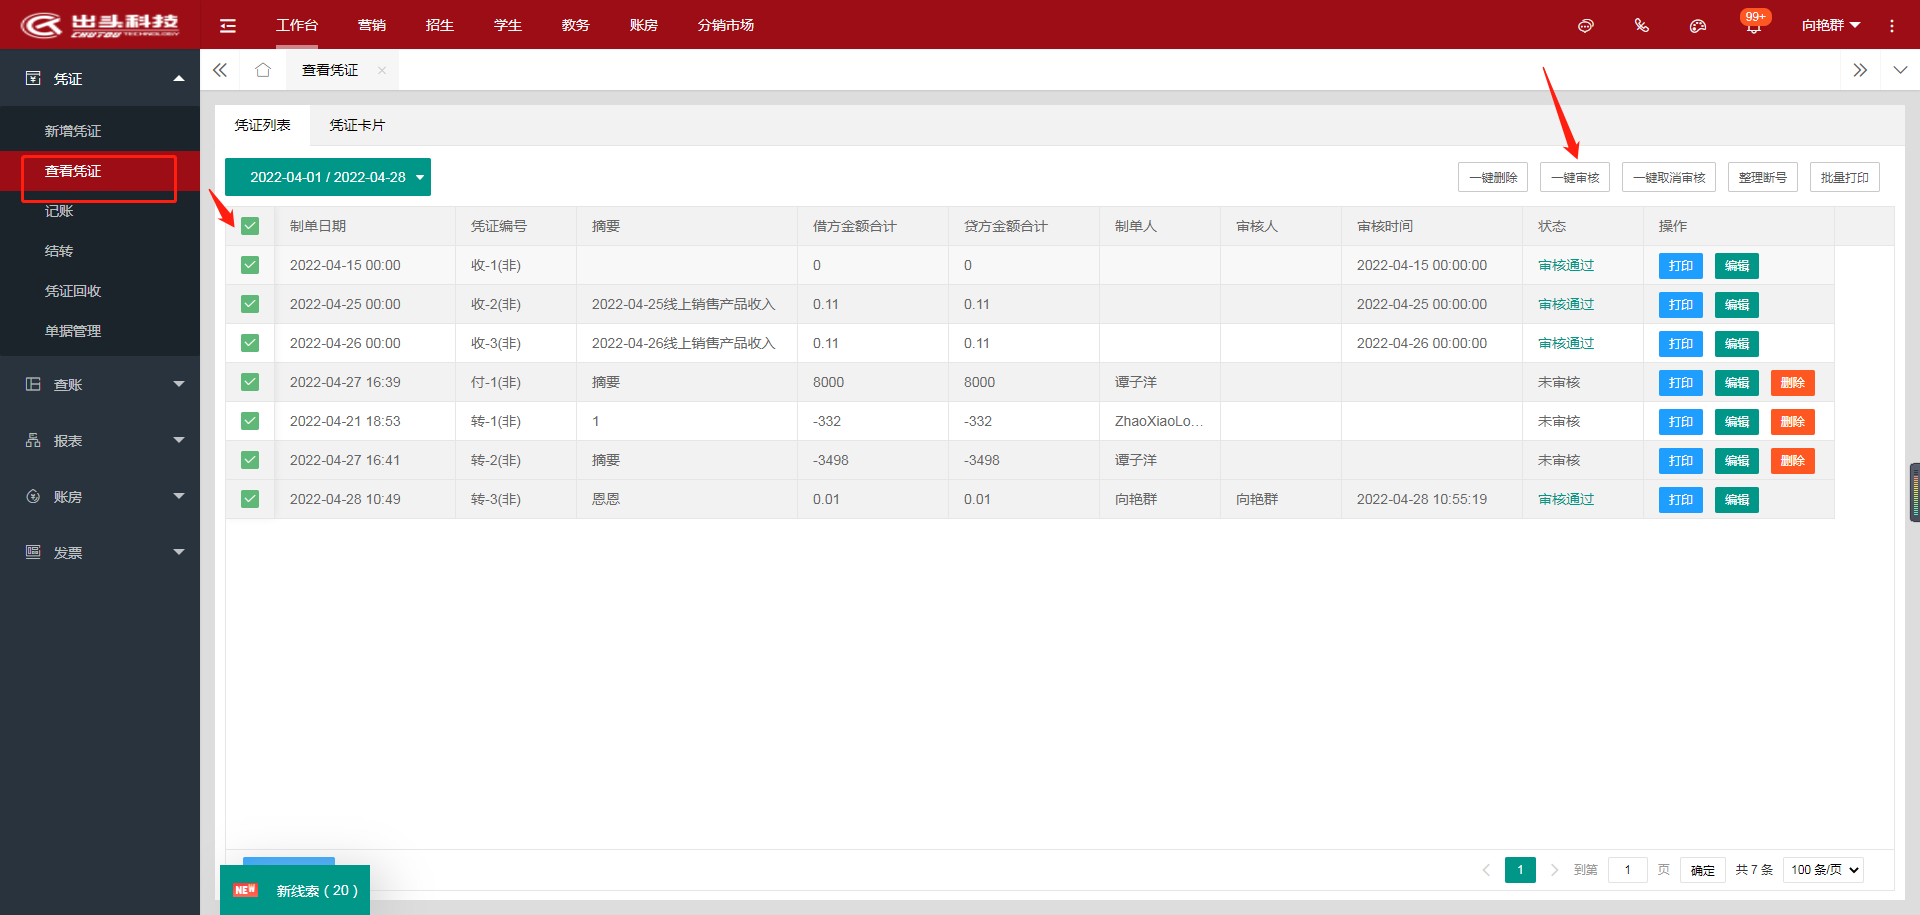 出头科技
CHUTOU TECHNOLOGY
工作台 营销 招生 学生 教务 账房 分销市场
99+
向艳群
凭证
新增凭证
查看凭证
记账
结转
凭证回收
单据管理
查账
报表
账房
发票
查看凭证
凭证列表 凭证卡片
2022-04-01 / 2022-04-28
一键删除 一键审核 一键取消审核 整理断号 批量打印
制单日期 凭证编号 摘要 借方金额合计 贷方金额合计 制单人 审核人 审核时间 状态 操作
2022-04-15 00:00 收-1(非) 0 0 2022-04-15 00:00:00 审核通过 打印 编辑
2022-04-25 00:00 收-2(非) 2022-04-25线上销售产品收入 0.11 0.11 2022-04-25 00:00:00 审核通过 打印 编辑
2022-04-26 00:00 收-3(非) 2022-04-26线上销售产品收入 0.11 0.11 2022-04-26 00:00:00 审核通过 打印 编辑
2022-04-27 16:39 付-1(非) 摘要 8000 8000 谭子洋 未审核 打印 编辑 删除
2022-04-21 18:53 转-1(非) 1 -332 -332 ZhaoXiaoLo... 未审核 打印 编辑 删除
2022-04-27 16:41 转-2(非) 摘要 -3498 -3498 谭子洋 未审核 打印 编辑 删除
2022-04-28 10:49 转-3(非) 恩恩 0.01 0.01 向艳群 向艳群 2022-04-28 10:55:19 审核通过 打印 编辑
1 到第 1 页 确定 共 7 条 100 条/页
NEW 新线索 ( 20 )